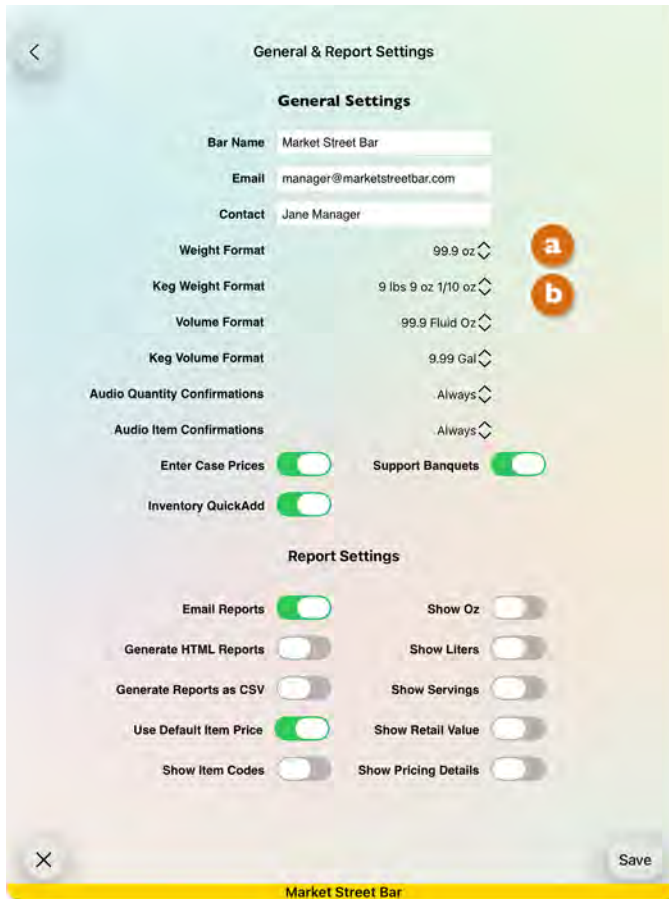 General & Report Settings
General Settings
Bar Name Market Street Bar
Email manager@marketstreetbar.com
Contact Jane Manager
Weight Format 99.9 oz a
Keg Weight Format 9 lbs 9 oz 1/10 oz b
Volume Format 99.9 Fluid Oz
Keg Volume Format 9.99 Gal
Audio Quantity Confirmations Always
Audio Item Confirmations Always
Enter Case Prices Support Banquets
Inventory QuickAdd
Report Settings
Email Reports Show Oz
Generate HTML Reports Show Liters
Generate Reports as CSV Show Servings
Use Default Item Price Show Retail Value
Show Item Codes Show Pricing Details
Save
Market Street Bar